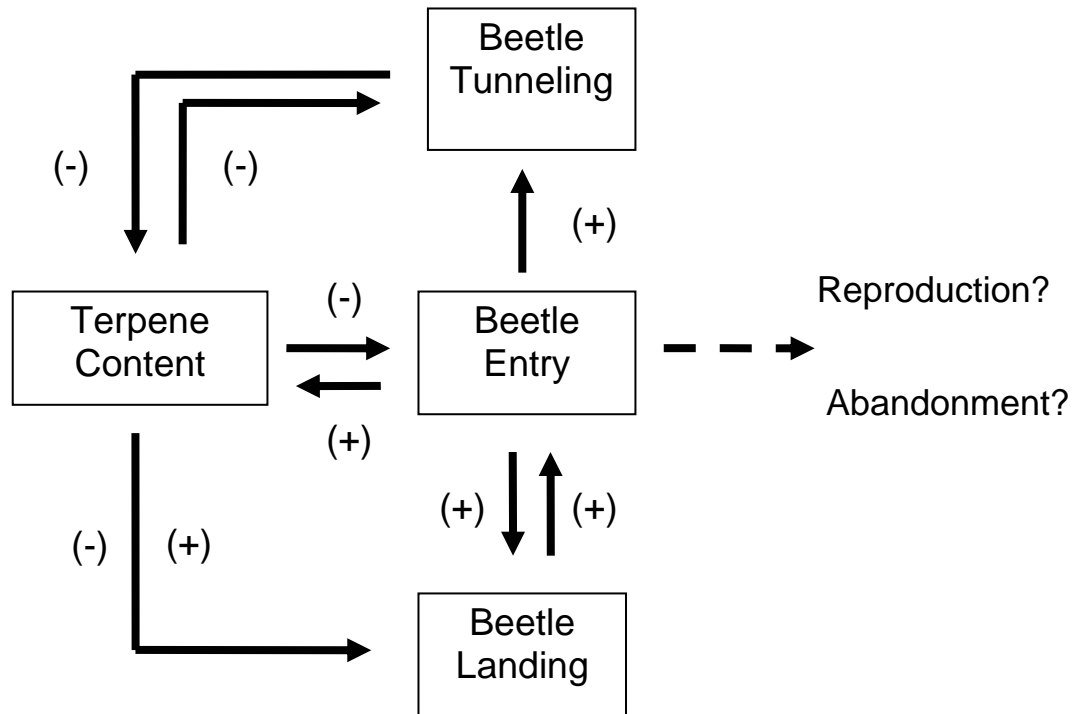 Beetle
Tunneling
(-)
(-)
(+)
Terpene
Content
(-)
(+)
Beetle
Entry
Reproduction?
Abandonment?
(-)
(+)
(+)
(+)
Beetle
Landing